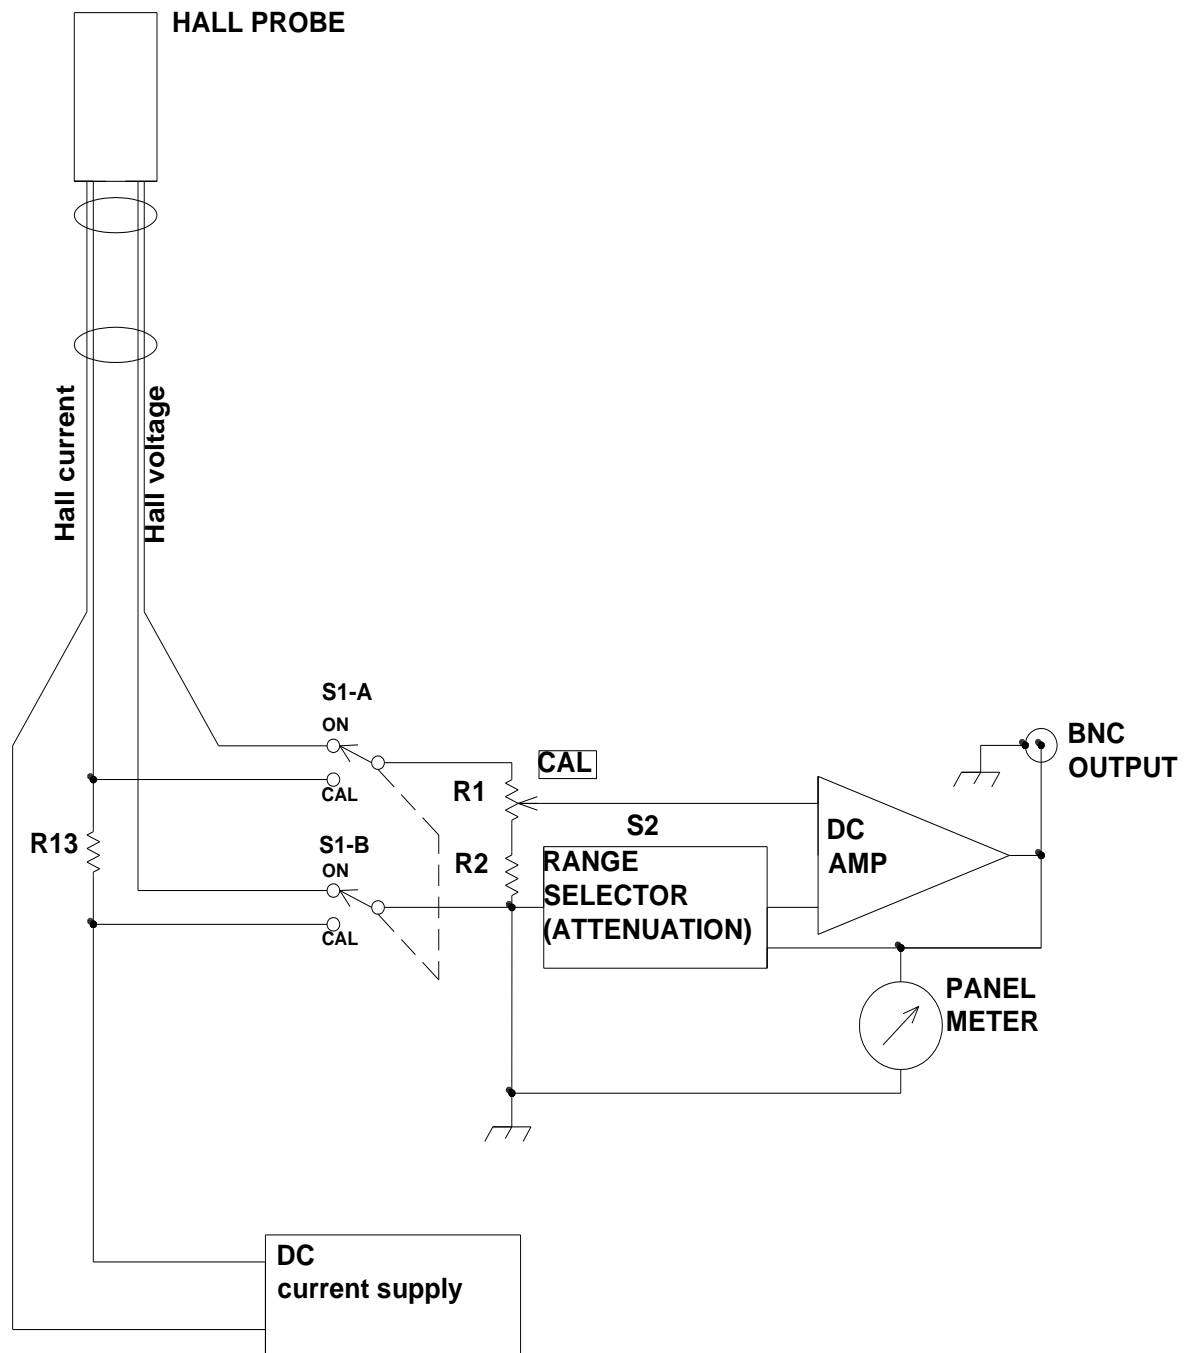 HALL PROBE
Hall current
Hall voltage
S1-A
ON
CAL
R13
S1-B
ON
CAL
CAL
R1
R2
S2
RANGE
SELECTOR
(ATTENUATION)
DC
AMP
BNC
OUTPUT
PANEL
METER
DC
current supply